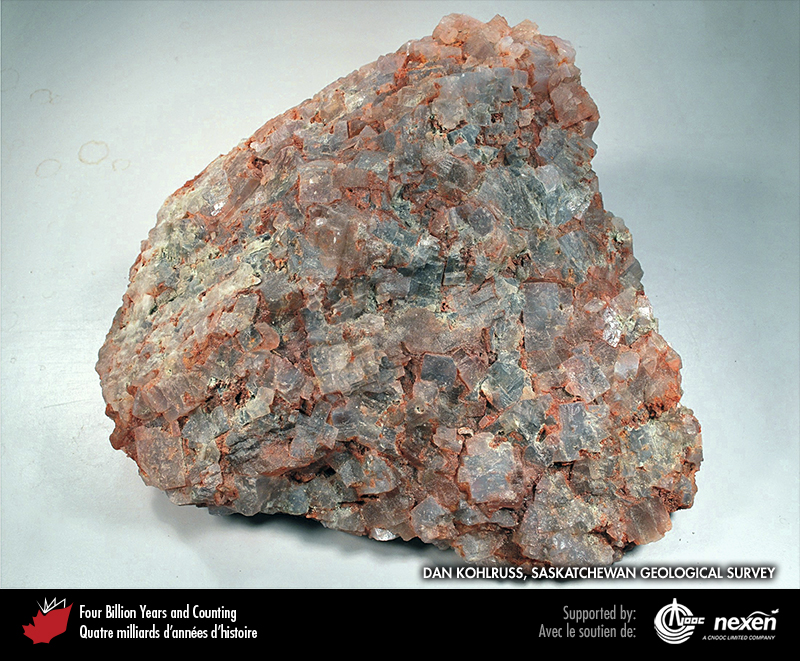 DAN KOHLRUSS, SASKATCHEWAN GEOLOGICAL SURVEY
Four Billion Years and Counting
Quatre milliards d'années d'histoire
Supported by:
Avec le soutien de:
CNOOC
nexen
A CNOOC LIMITED COMPANY